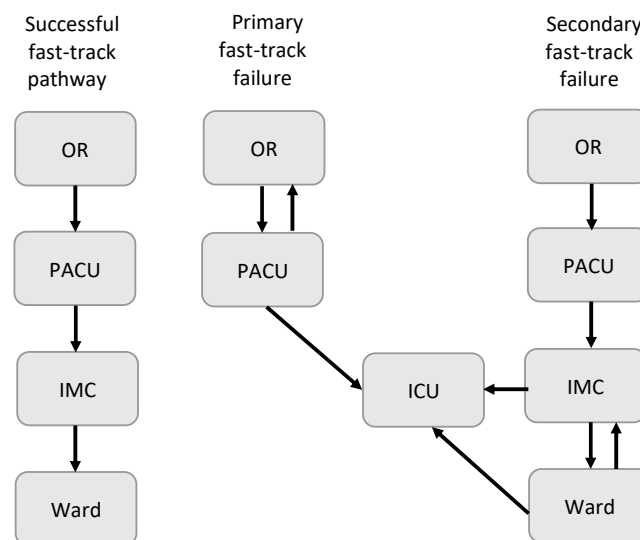 Successful
fast-track
pathway
OR
PACU
IMC
Ward
Primary
fast-track
failure
OR
PACU
ICU
Secondary
fast-track
failure
OR
PACU
IMC
Ward